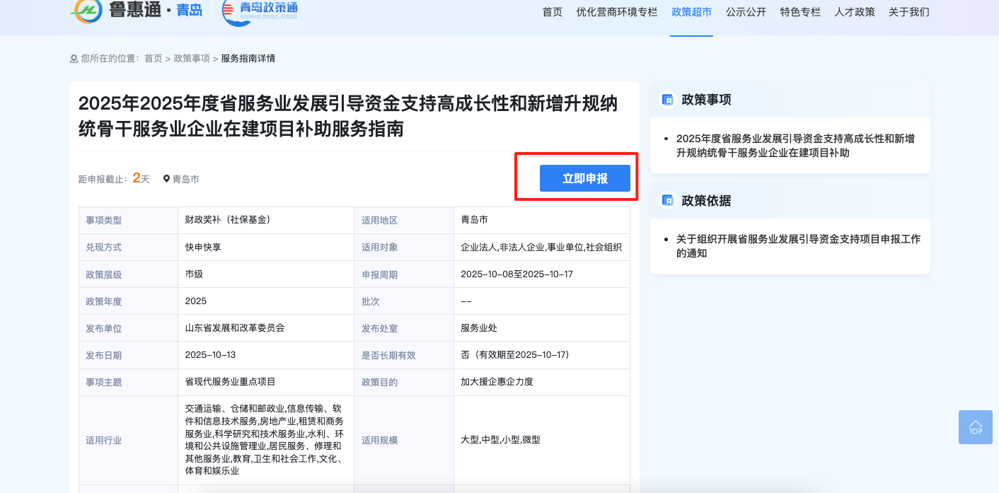 鲁惠通·青岛
青岛政策通
QINGDAO POLICY SERVICE
首页 优化营商环境专栏 政策超市 公示公开 特色专栏 人才政策 关于我们
您所在的位置：首页 > 政策事项 > 服务指南详情
2025年2025年度省服务业发展引导资金支持高成长性和新增升规纳
统骨干服务业企业在建项目补助服务指南
距申报截止：2天 青岛市
立即申报
事项类型 财政奖补（社保基金） 适用地区 青岛市
兑现方式 快申快享 适用对象 企业法人,非法人企业,事业单位,社会组织
政策层级 市级 申报周期 2025-10-08至2025-10-17
政策年度 2025 批次 --
发布单位 山东省发展和改革委员会 发布处室 服务业处
发布日期 2025-10-13 是否长期有效 否（有效期至2025-10-17）
事项主题 省现代服务业重点项目 政策目的 加大援企惠企力度
适用行业
交通运输、仓储和邮政业,信息传输、软
件和信息技术服务,房地产业,租赁和商务
服务业,科学研究和技术服务业,水利、环
境和公共设施管理业,居民服务、修理和
其他服务业,教育,卫生和社会工作,文化、
体育和娱乐业
适用规模 大型,中型,小型,微型
政策事项
• 2025年度省服务业发展引导资金支持高成长性和新增
升规纳统骨干服务业企业在建项目补助
政策依据
• 关于组织开展省服务业发展引导资金支持项目申报工作
的通知
TOP